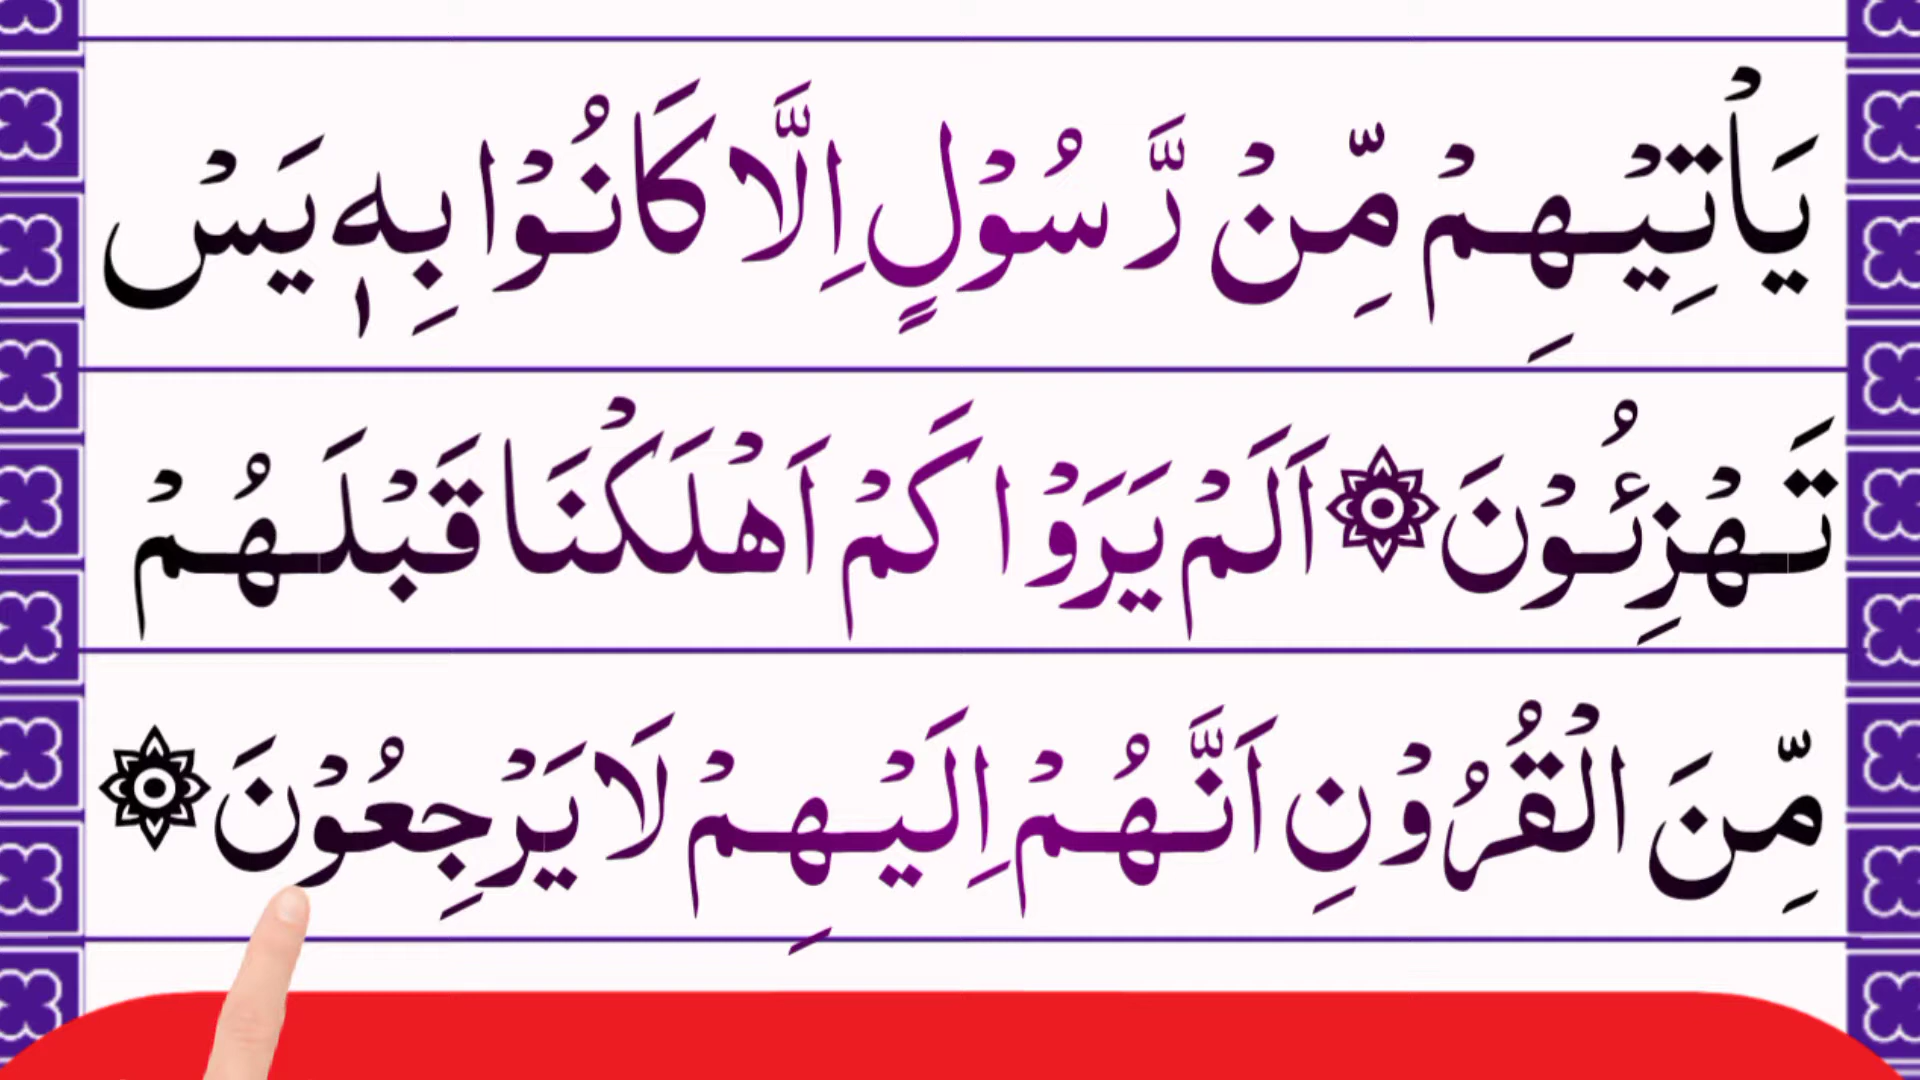 يَاْتِيْهِمْ مِّنْ رَّسُوْلٍ اِلَّا كَانُوْا بِهٖ يَسْ
تَهْزِئُوْنَ ۞ اَلَمْ يَرَوْا كَمْ اَهْلَكْنَا قَبْلَهُمْ
مِّنَ الْقُرُوْنِ اَنَّهُمْ اِلَيْهِمْ لَا يَرْجِعُوْنَ ۞